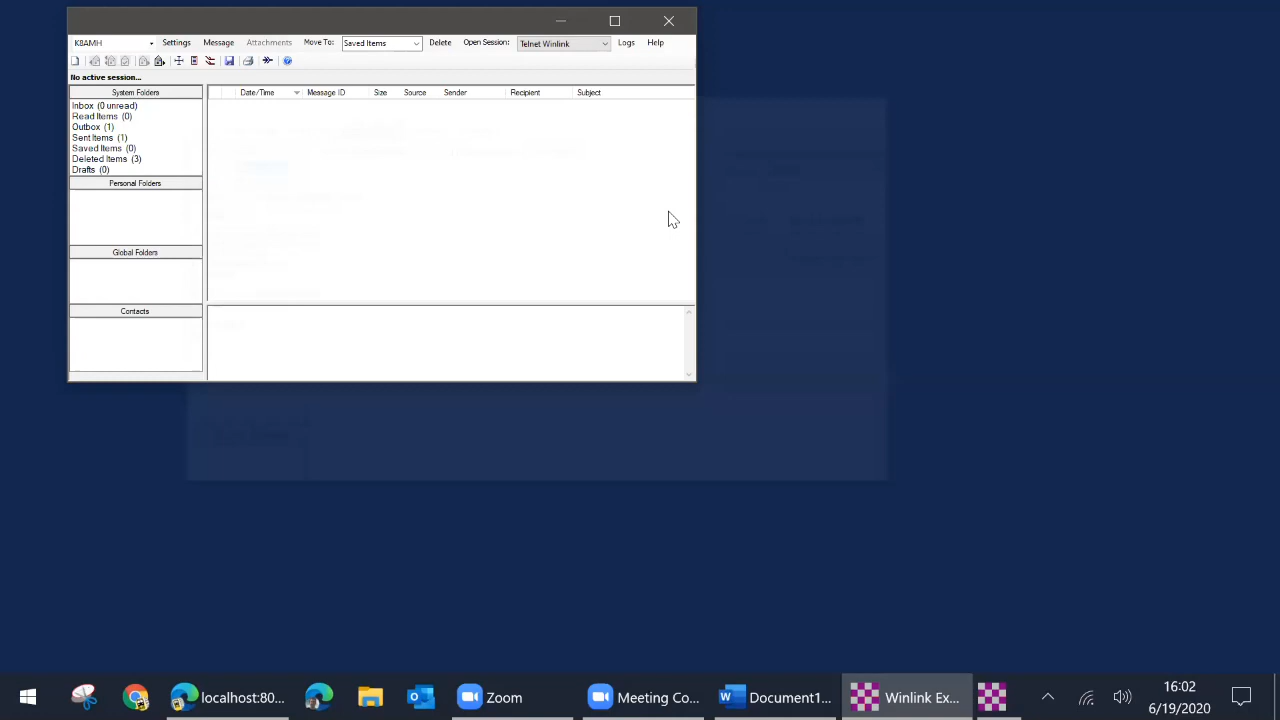 K8AMH Settings Message Attachments Move To: Saved Items Delete Open Session: Telnet Winlink Logs Help
No active session...
System Folders
Date/Time Message ID Size Source Sender Recipient Subject
Inbox (0 unread)
Read Items (0)
Outbox (1)
Sent Items (1)
Saved Items (0)
Deleted Items (3)
Drafts (0)
Personal Folders
Global Folders
Contacts
localhost:80... Zoom Meeting Co... Document1... Winlink Ex...
16:02
6/19/2020